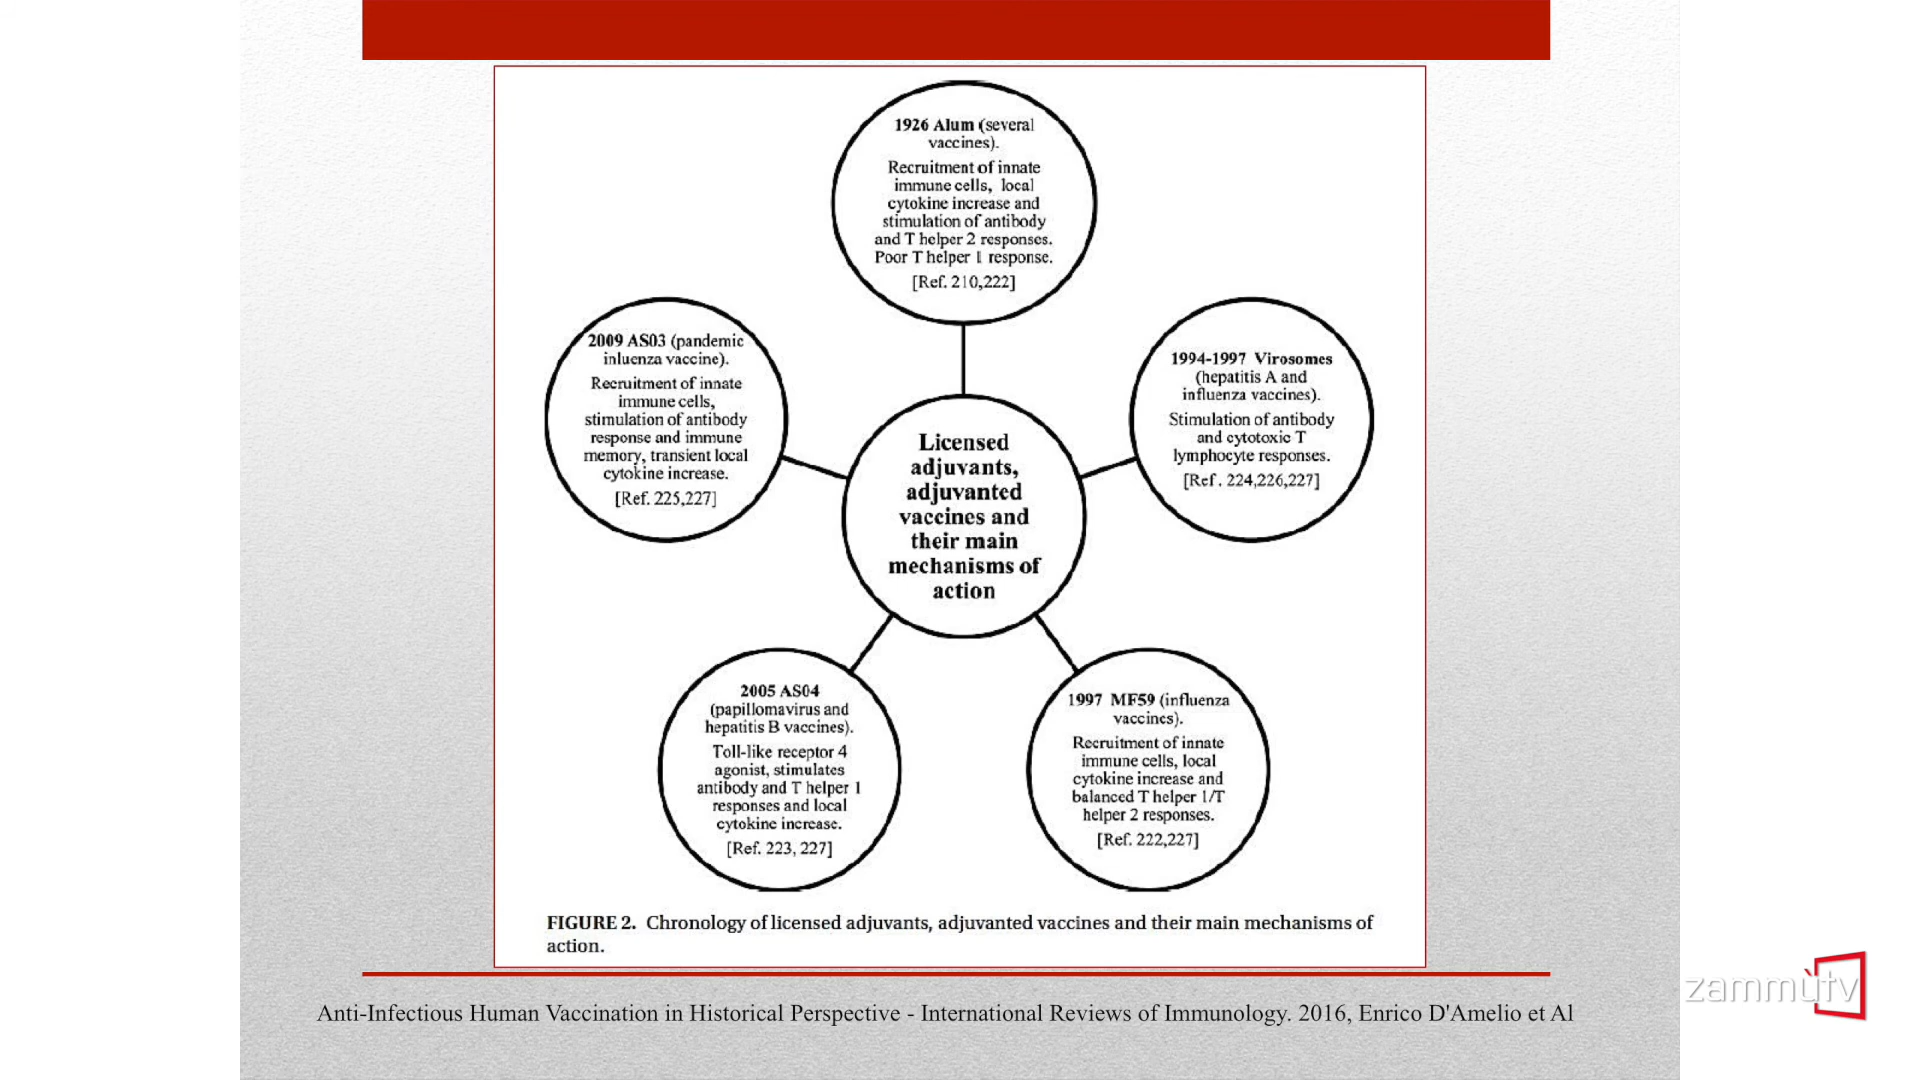 1926 Alum (several
vaccines).
Recruitment of innate
immune cells, local
cytokine increase and
stimulation of antibody
and T helper 2 responses.
Poor T helper 1 response.
[Ref. 210,222]
2009 AS03 (pandemic
inluenza vaccine).
Recruitment of innate
immune cells,
stimulation of antibody
response and immune
memory, transient local
cytokine increase.
[Ref. 225,227]
1994-1997 Virosomes
(hepatitis A and
influenza vaccines).
Stimulation of antibody
and cytotoxic T
lymphocyte responses.
[Ref. 224,226,227]
Licensed
adjuvants,
adjuvanted
vaccines and
their main
mechanisms of
action
2005 AS04
(papillomavirus and
hepatitis B vaccines).
Toll-like receptor 4
agonist, stimulates
antibody and T helper 1
responses and local
cytokine increase.
[Ref. 223, 227]
1997 MF59 (influenza
vaccines).
Recruitment of innate
immune cells, local
cytokine increase and
balanced T helper 1/T
helper 2 responses.
[Ref. 222,227]
FIGURE 2. Chronology of licensed adjuvants, adjuvanted vaccines and their main mechanisms of
action.
Anti-Infectious Human Vaccination in Historical Perspective - International Reviews of Immunology. 2016, Enrico D'Amelio et Al
zammùtv